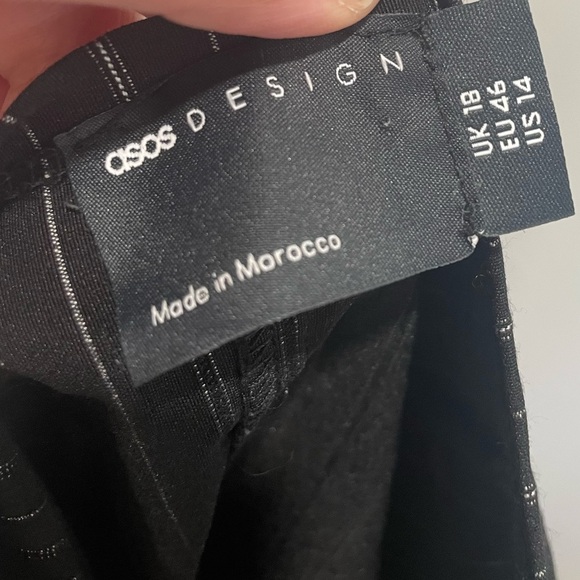 asos DESIGN
Made in Morocco
UK 18
EU 46
US 14